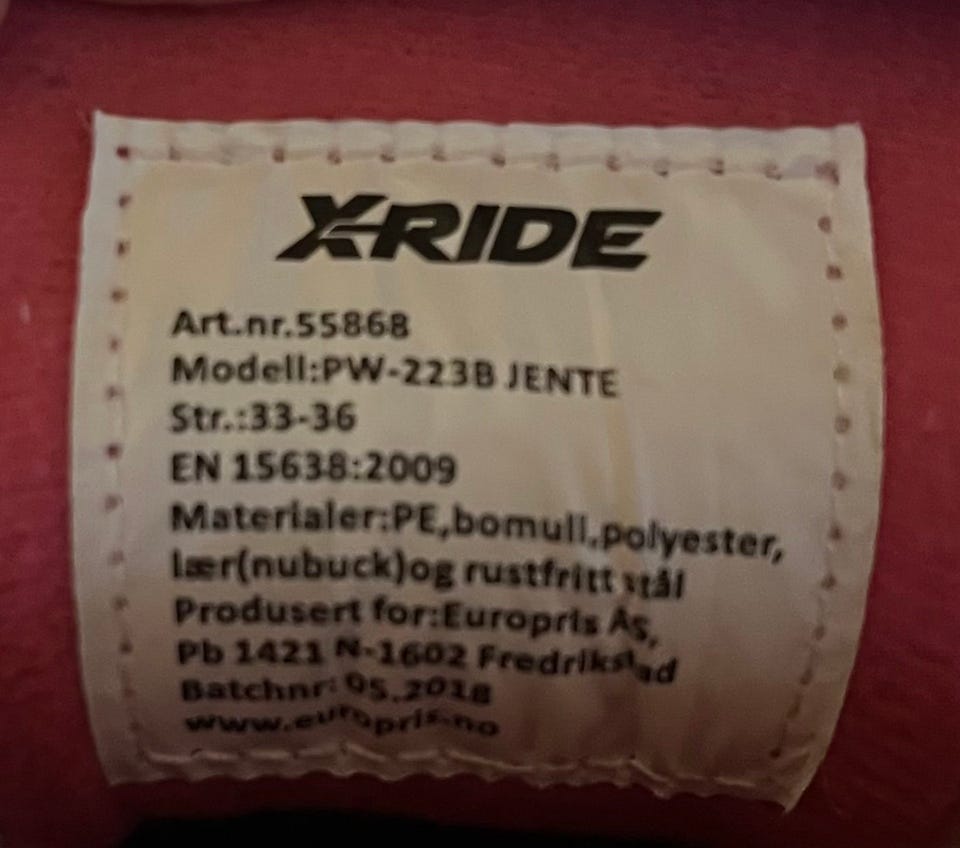 X-RIDE
Art.nr.55868
Modell:PW-223B JENTE
Str.:33-36
EN 15638:2009
Materialer:PE,bomull,polyester,
lær(nubuck)og rustfritt stål
Produsert for:Europris As,
Pb 1421 N-1602 Fredrikstad
Batchnr: 05.2018
www.europris.no